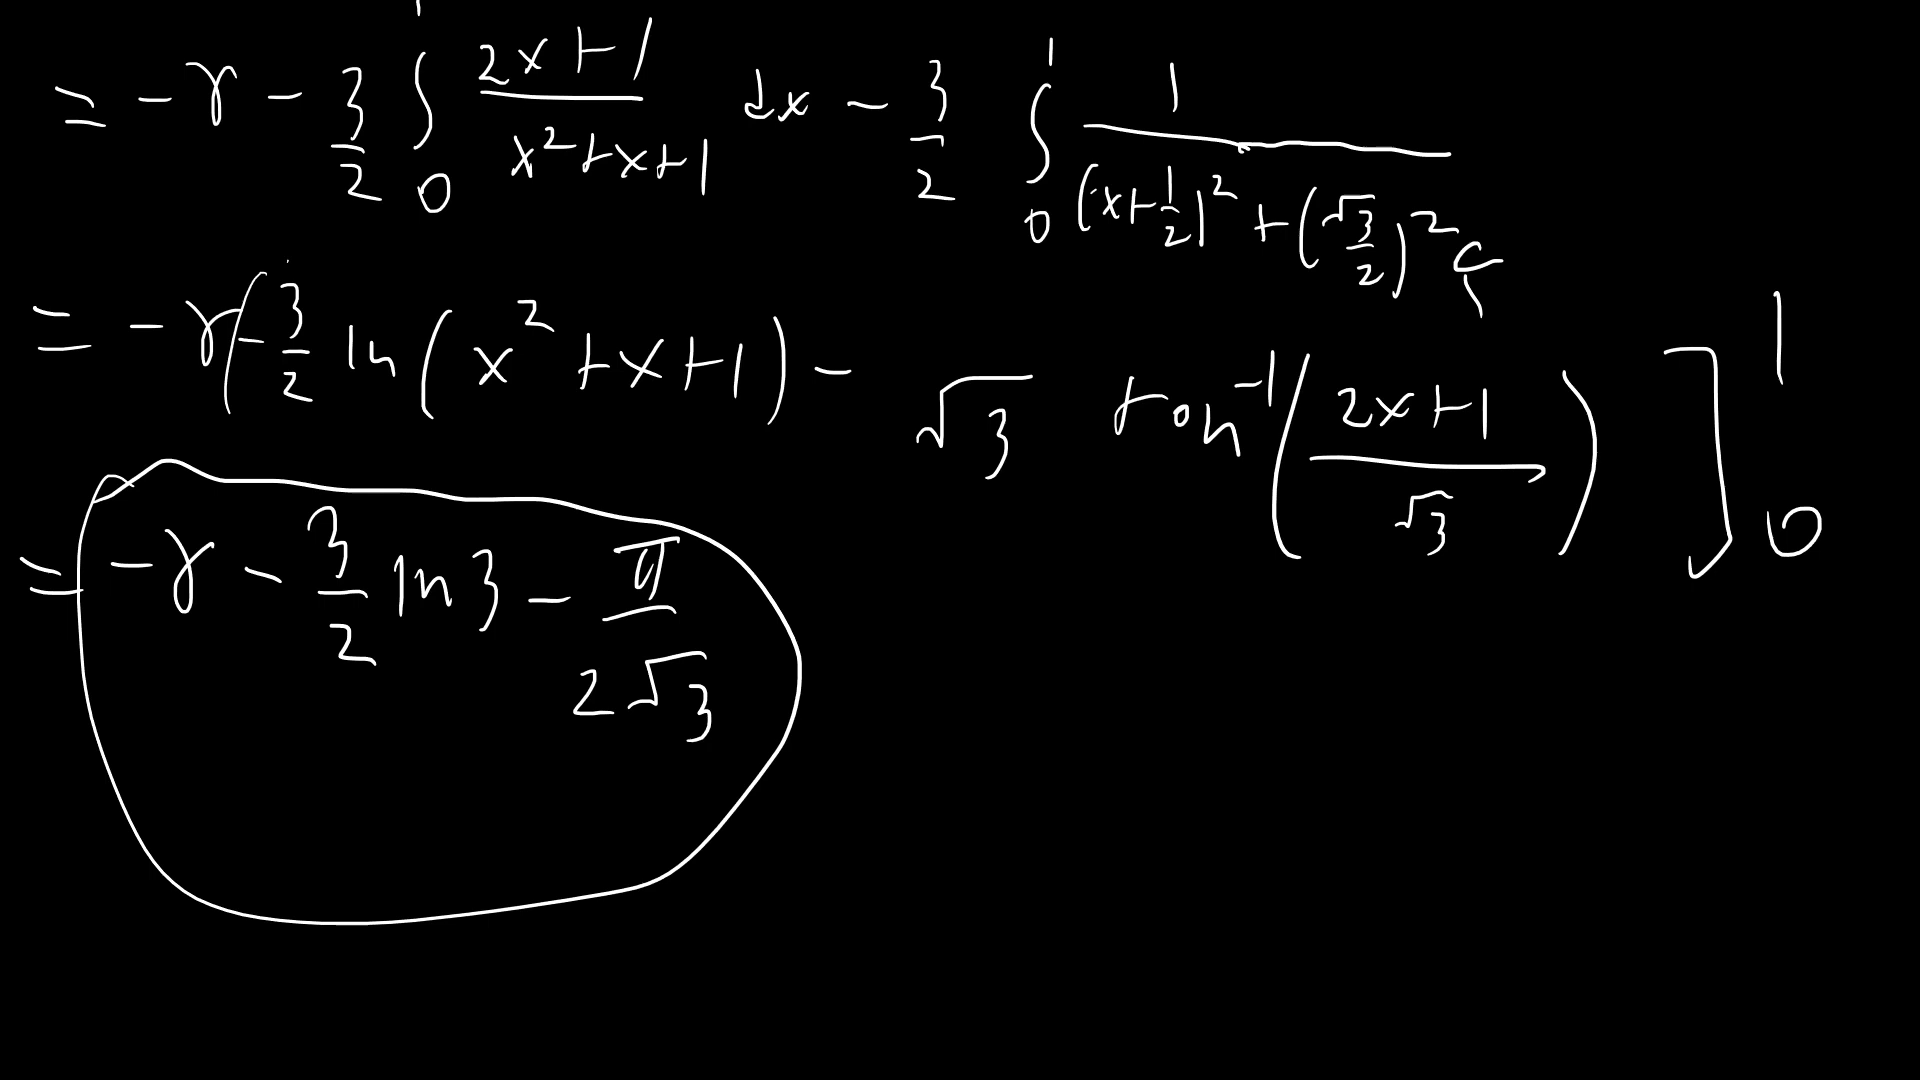 = -γ - 3/2 ∫₀¹ (2x+1)/(x²+x+1) dx - 3/2 ∫₀¹ 1/((x+1/2)²+(√3/2)²)
= -γ [-3/2 ln(x²+x+1) - √3 tan⁻¹((2x+1)/√3)]₀¹
= -γ - 3/2 ln3 - π/(2√3)